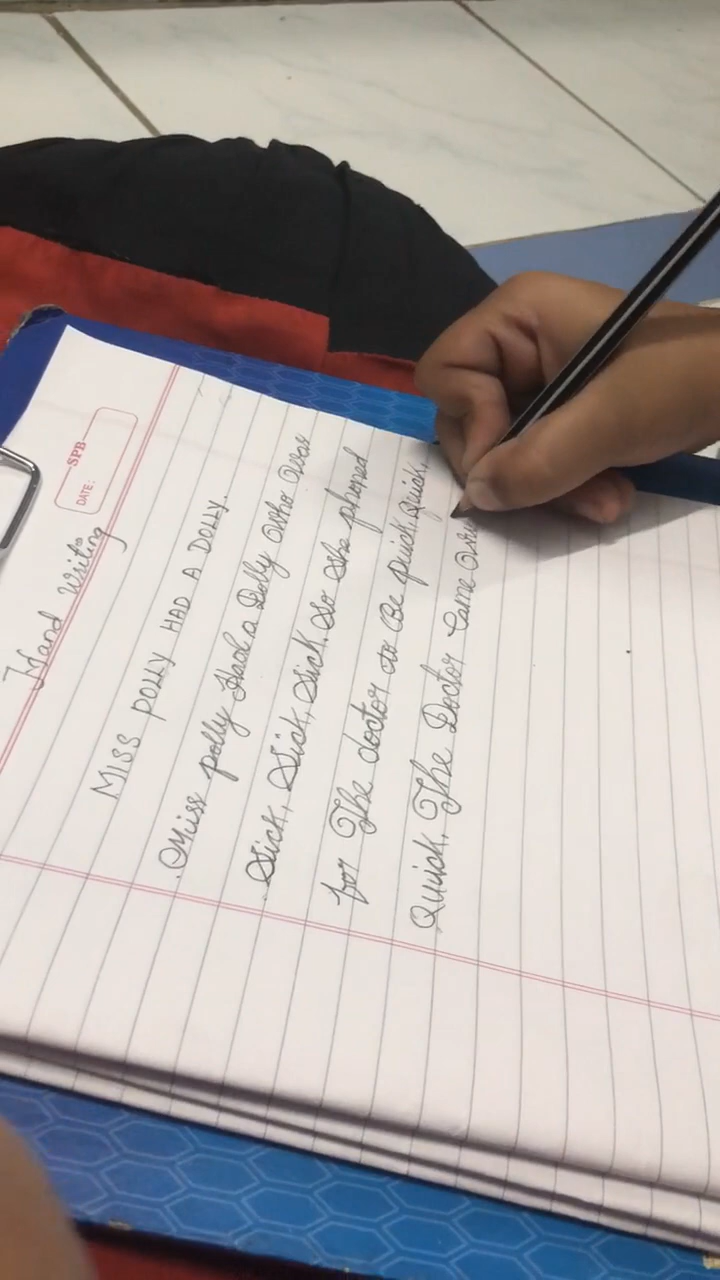 SPB
DATE:
Hand Writing
MISS POLLY HAD A DOLLY.
Miss polly Had a Dolly Who Was
Sick, Sick, Sick. So She phoned
for The doctor to Be quick, Quick,
Quick, The Doctor Came